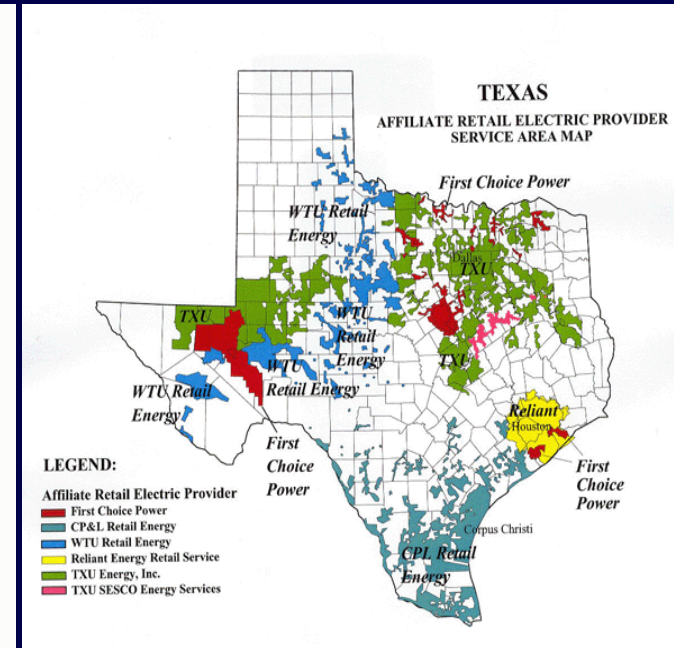 TEXAS
AFFILIATE RETAIL ELECTRIC PROVIDER
SERVICE AREA MAP
First Choice Power
WTU Retail
Energy
Dallas
TXU
TXU
WTU
Retail
Energy
TXU
WTU
Retail Energy
WTU Retail
Energy
Reliant
Houston
First
Choice
Power
First
Choice
Power
Corpus Christi
CPL Retail
Energy
LEGEND:
Affiliate Retail Electric Provider
First Choice Power
CP&L Retail Energy
WTU Retail Energy
Reliant Energy Retail Service
TXU Energy, Inc.
TXU SESCO Energy Services